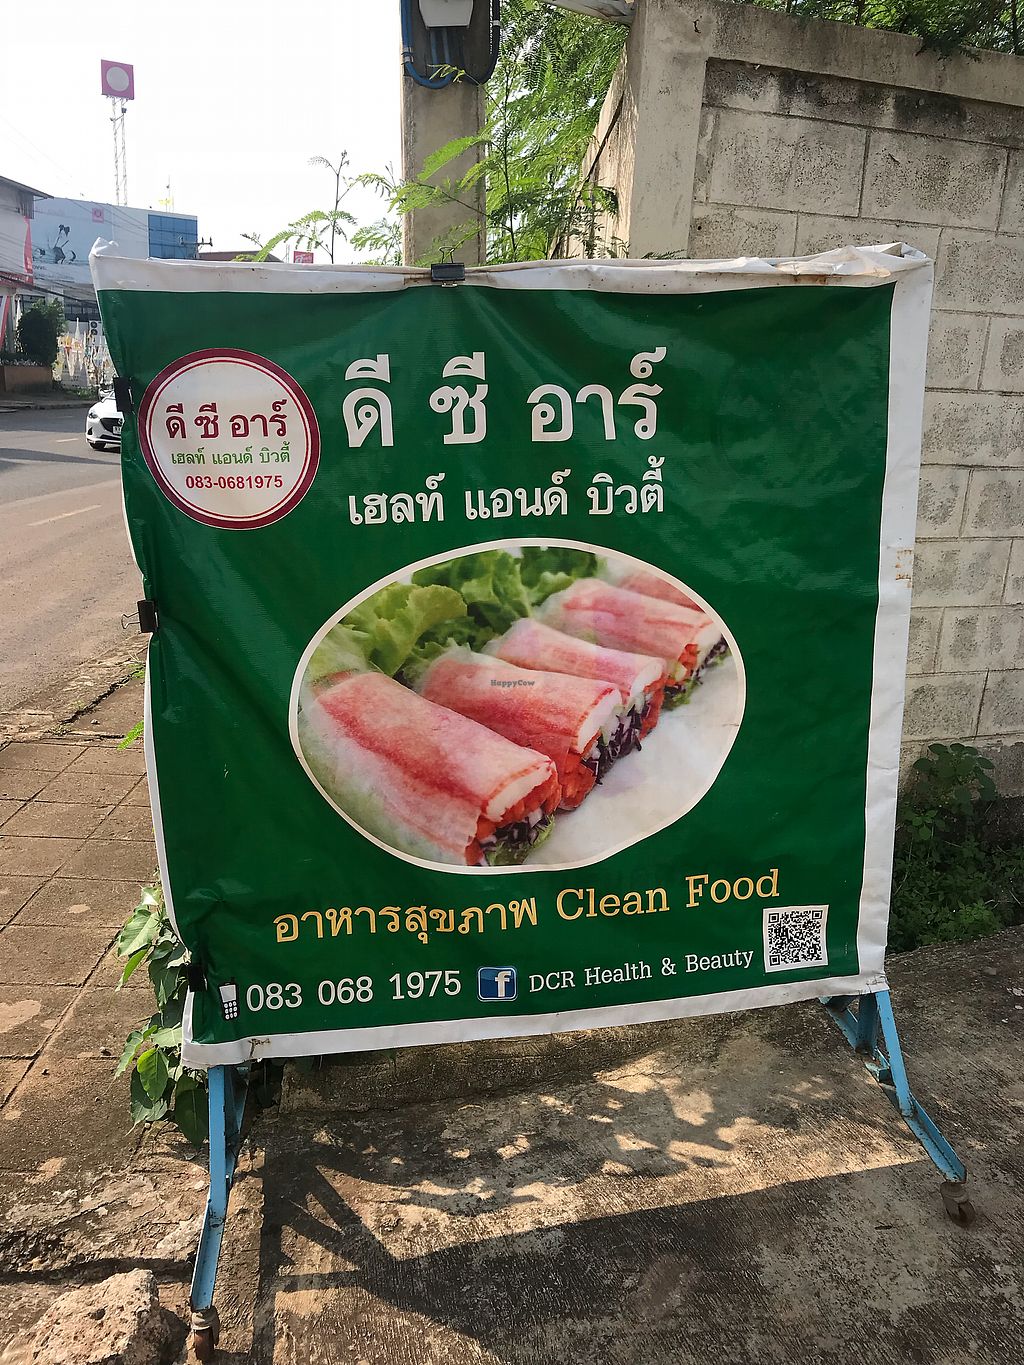 ดี ซี อาร์
เฮลท์ แอนด์ บิวตี้
083-0681975
ดี ซี อาร์
เฮลท์ แอนด์ บิวตี้
HappyCow
อาหารสุขภาพ Clean Food
083 068 1975 f DCR Health & Beauty